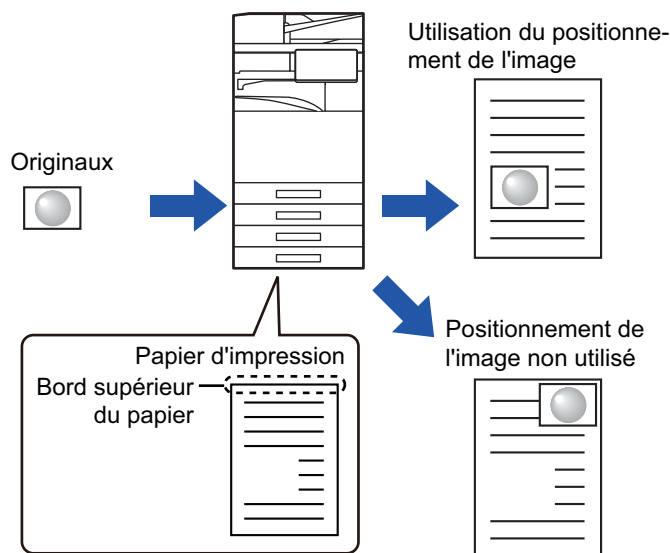 Utilisation du positionne-
ment de l'image
Originaux
Papier d'impression
Bord supérieur
du papier
Positionnement de
l'image non utilisé